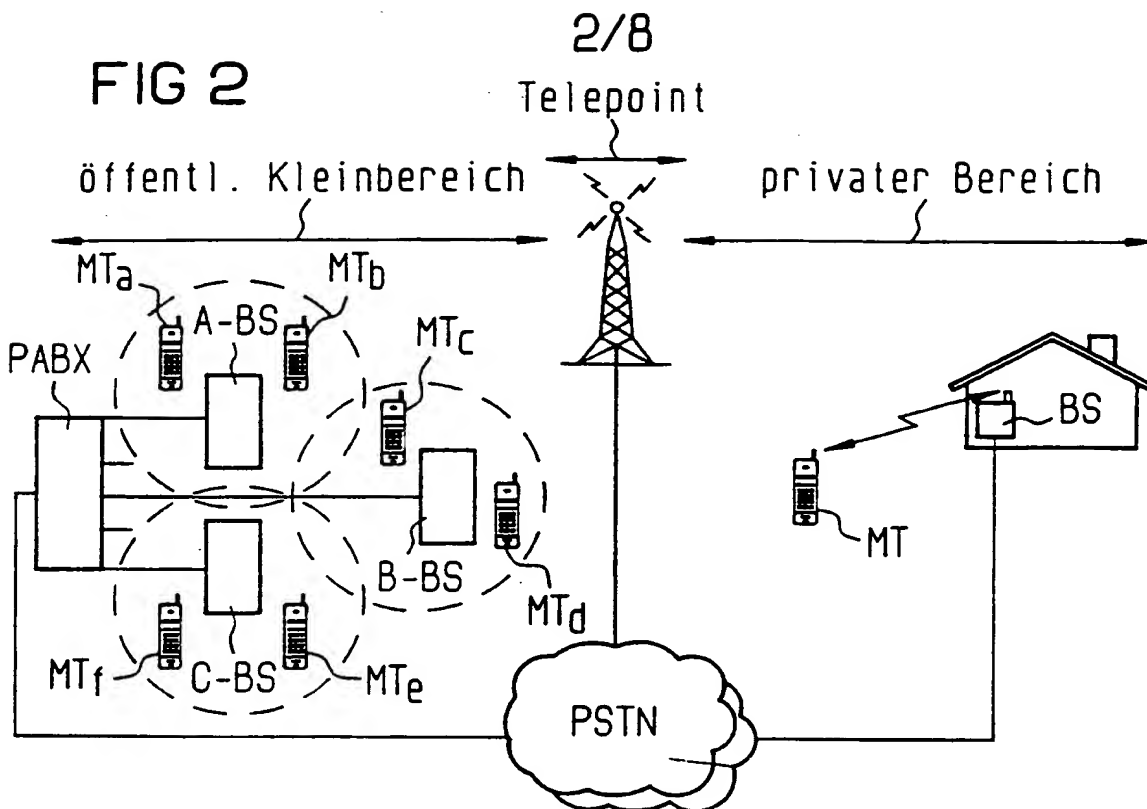 2/8
FIG 2
Telepoint
öffentl. Kleinbereich
privater Bereich
MTa
MTb
A-BS
MTc
PABX
BS
MT
B-BS
MTd
MTf
C-BS
MTe
PSTN